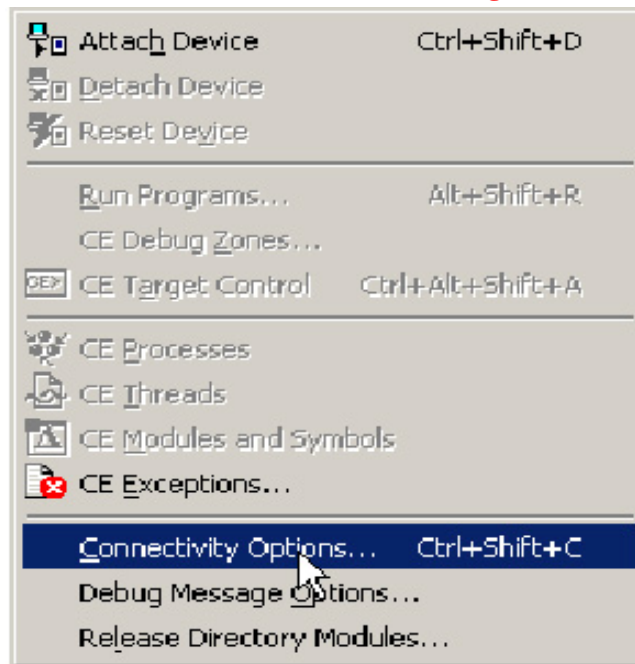 Attach Device Ctrl+Shift+D
Detach Device
Reset Device
Run Programs... Alt+Shift+R
CE Debug Zones...
CE Target Control Ctrl+Alt+Shift+A
CE Processes
CE Threads
CE Modules and Symbols
CE Exceptions...
Connectivity Options... Ctrl+Shift+C
Debug Message Options...
Release Directory Modules...